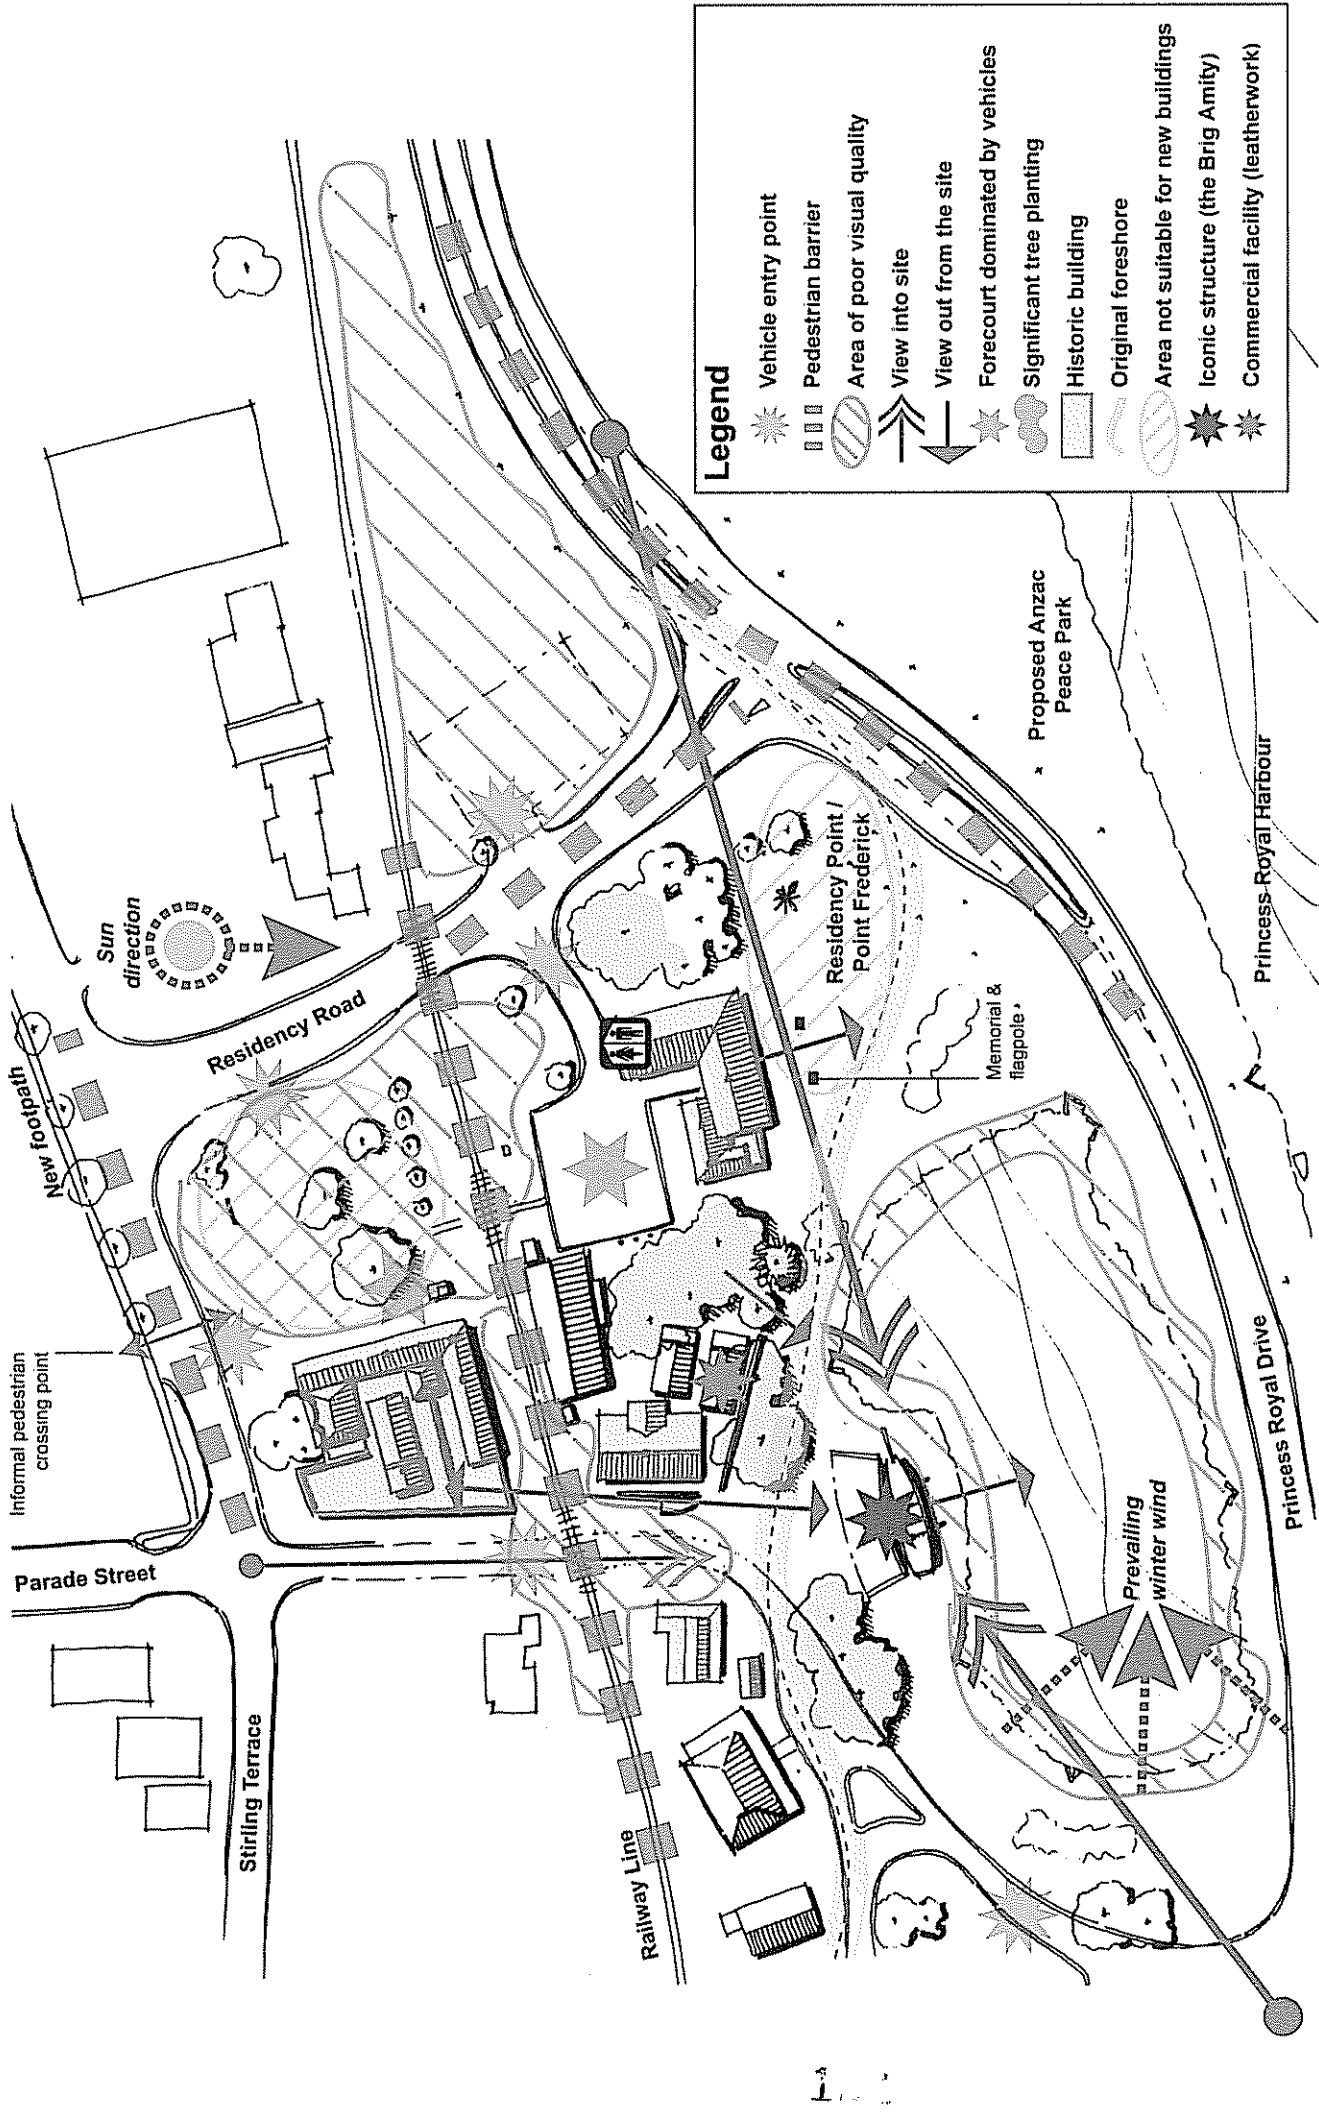 Informal pedestrian
crossing point
New footpath
Sun
direction
Parade Street
Residency Road
Stirling Terrace
Railway Line
Residency Point /
Point Frederick
Memorial &
flagpole
Proposed Anzac
Peace Park
Princess Royal Harbour
Princess Royal Drive
Prevailing
winter wind
Legend
Vehicle entry point
Pedestrian barrier
Area of poor visual quality
View into site
View out from the site
Forecourt dominated by vehicles
Significant tree planting
Historic building
Original foreshore
Area not suitable for new buildings
Iconic structure (the Brig Amity)
Commercial facility (leatherwork)